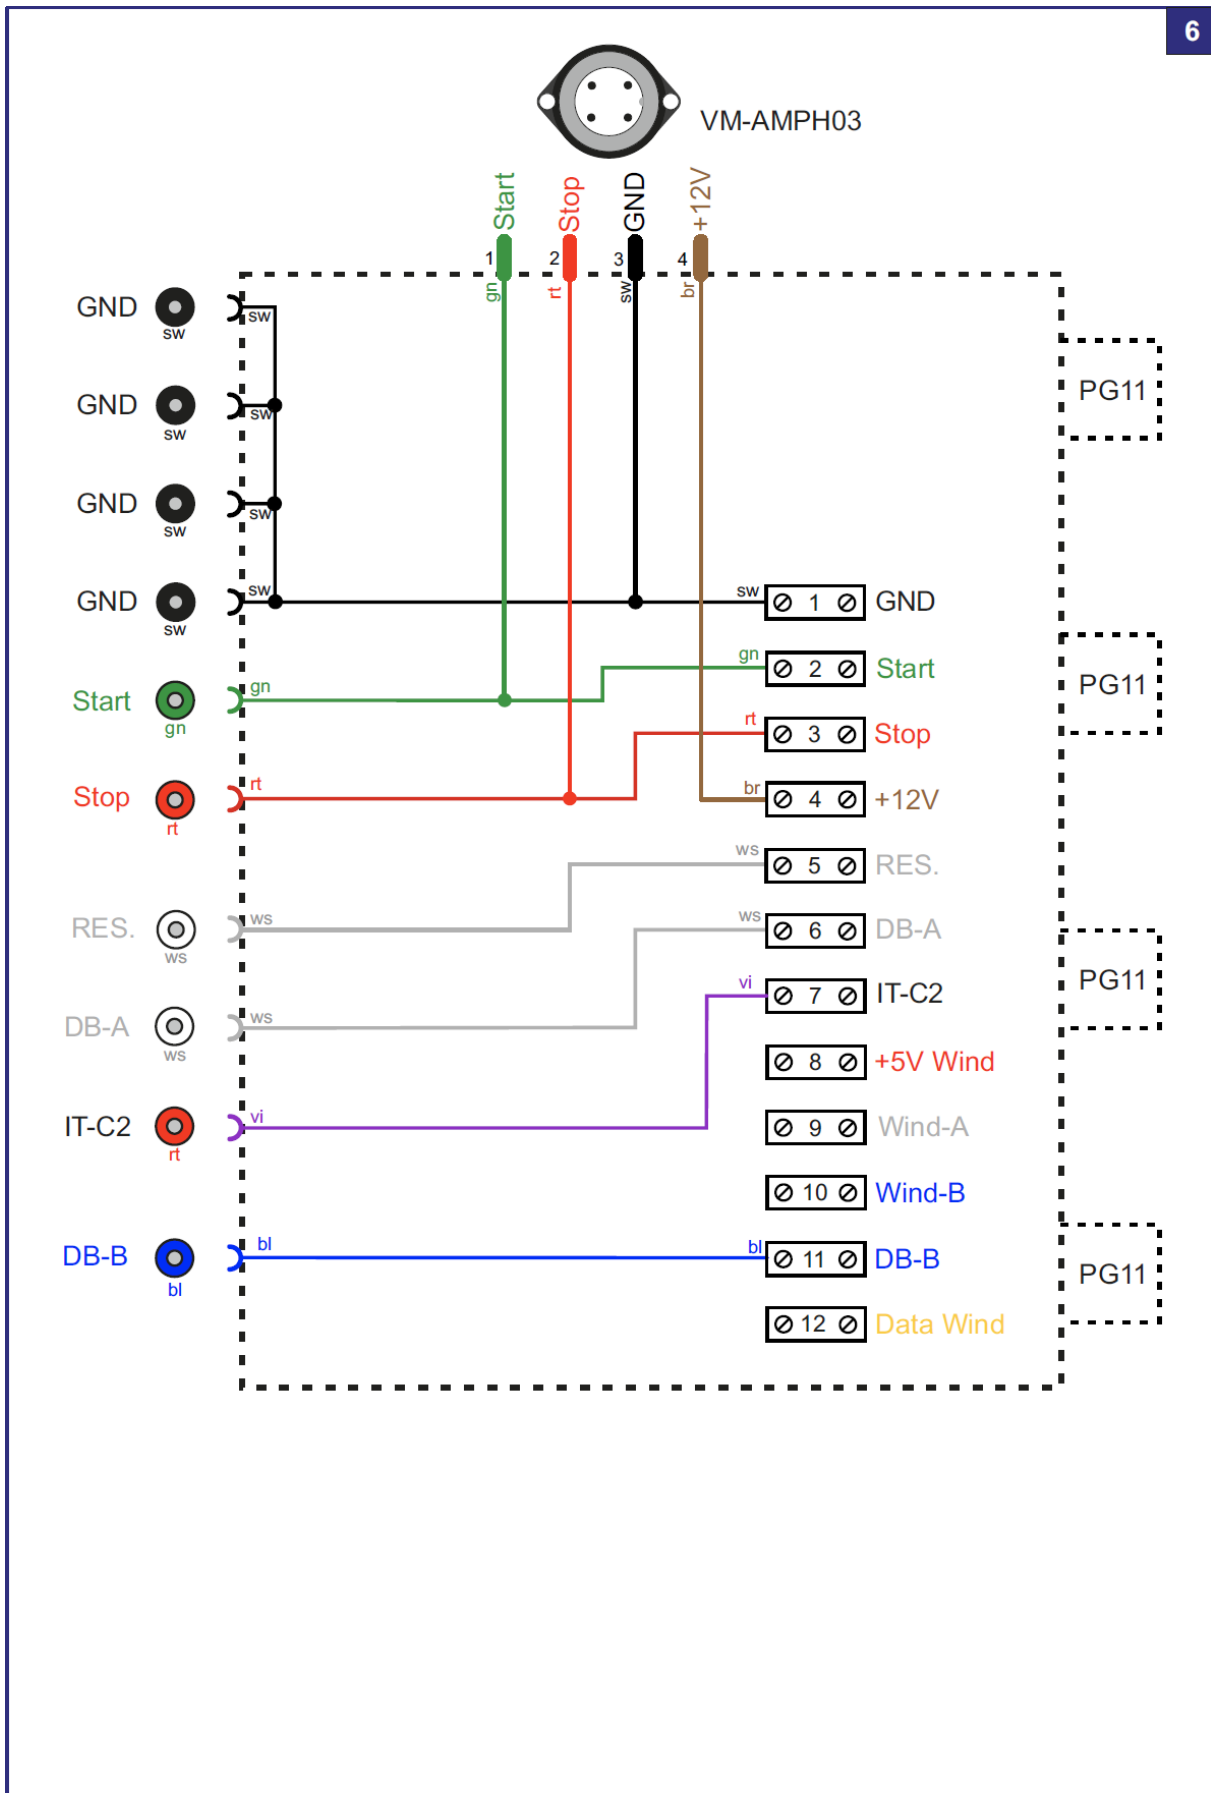 6
VM-AMPH03
Start
Stop
GND
+12V
1
2
3
4
gn
rt
sw
br
GND
sw
sw
GND
sw
sw
PG11
GND
sw
sw
GND
sw
sw
sw
1
GND
gn
2
Start
Start
gn
gn
PG11
rt
3
Stop
Stop
rt
rt
br
4
+12V
ws
5
RES.
RES.
ws
ws
ws
6
DB-A
PG11
vi
7
IT-C2
DB-A
ws
ws
8
+5V Wind
IT-C2
rt
vi
9
Wind-A
10
Wind-B
DB-B
bl
bl
bl
11
DB-B
PG11
12
Data Wind